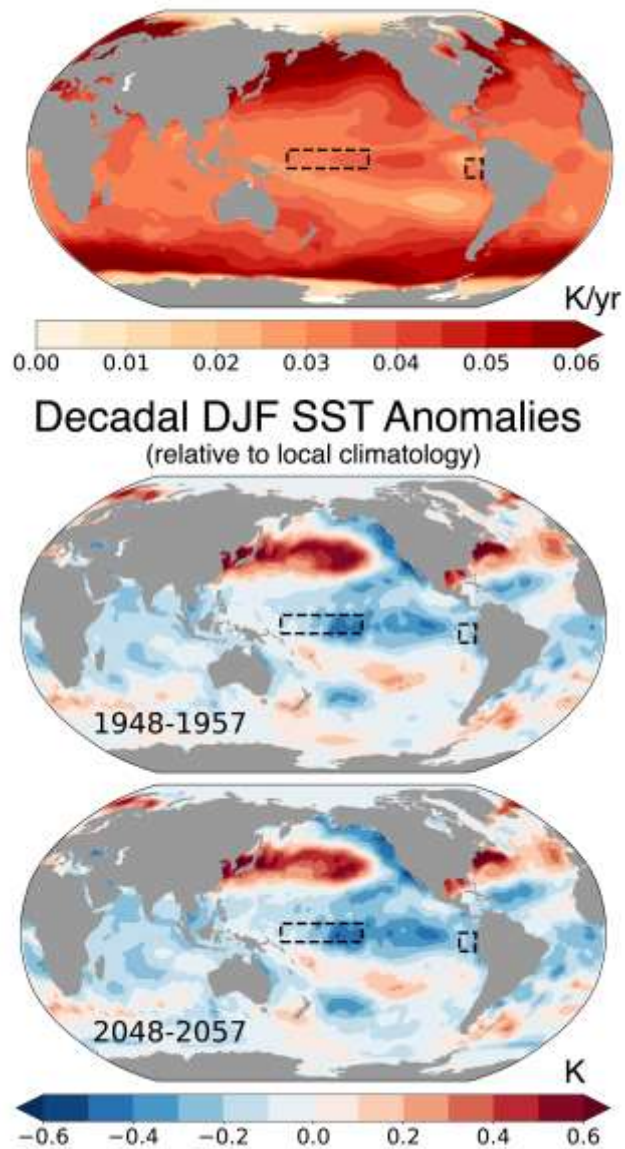 K/yr
0.00 0.01 0.02 0.03 0.04 0.05 0.06
Decadal DJF SST Anomalies
(relative to local climatology)
1948-1957
2048-2057
K
−0.6 −0.4 −0.2 0.0 0.2 0.4 0.6